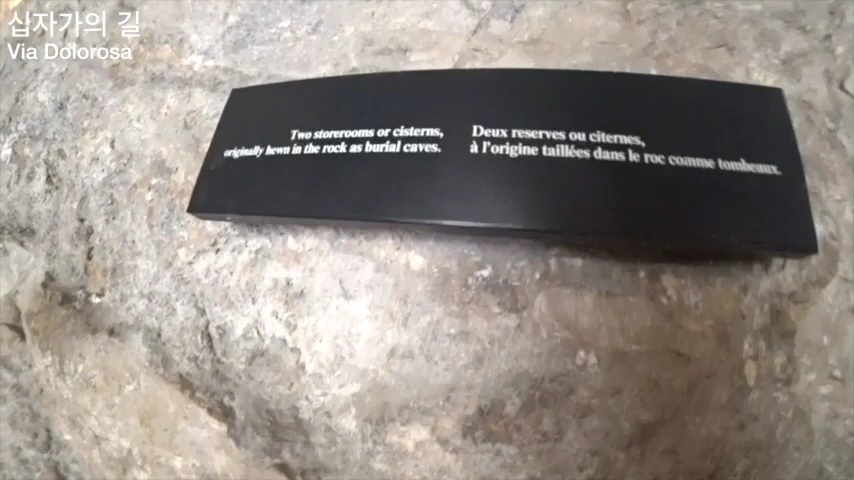 십자가의 길
Via Dolorosa
Two storerooms or cisterns,
originally hewn in the rock as burial caves.
Deux reserves ou citernes,
à l'origine taillées dans le roc comme tombeaux.